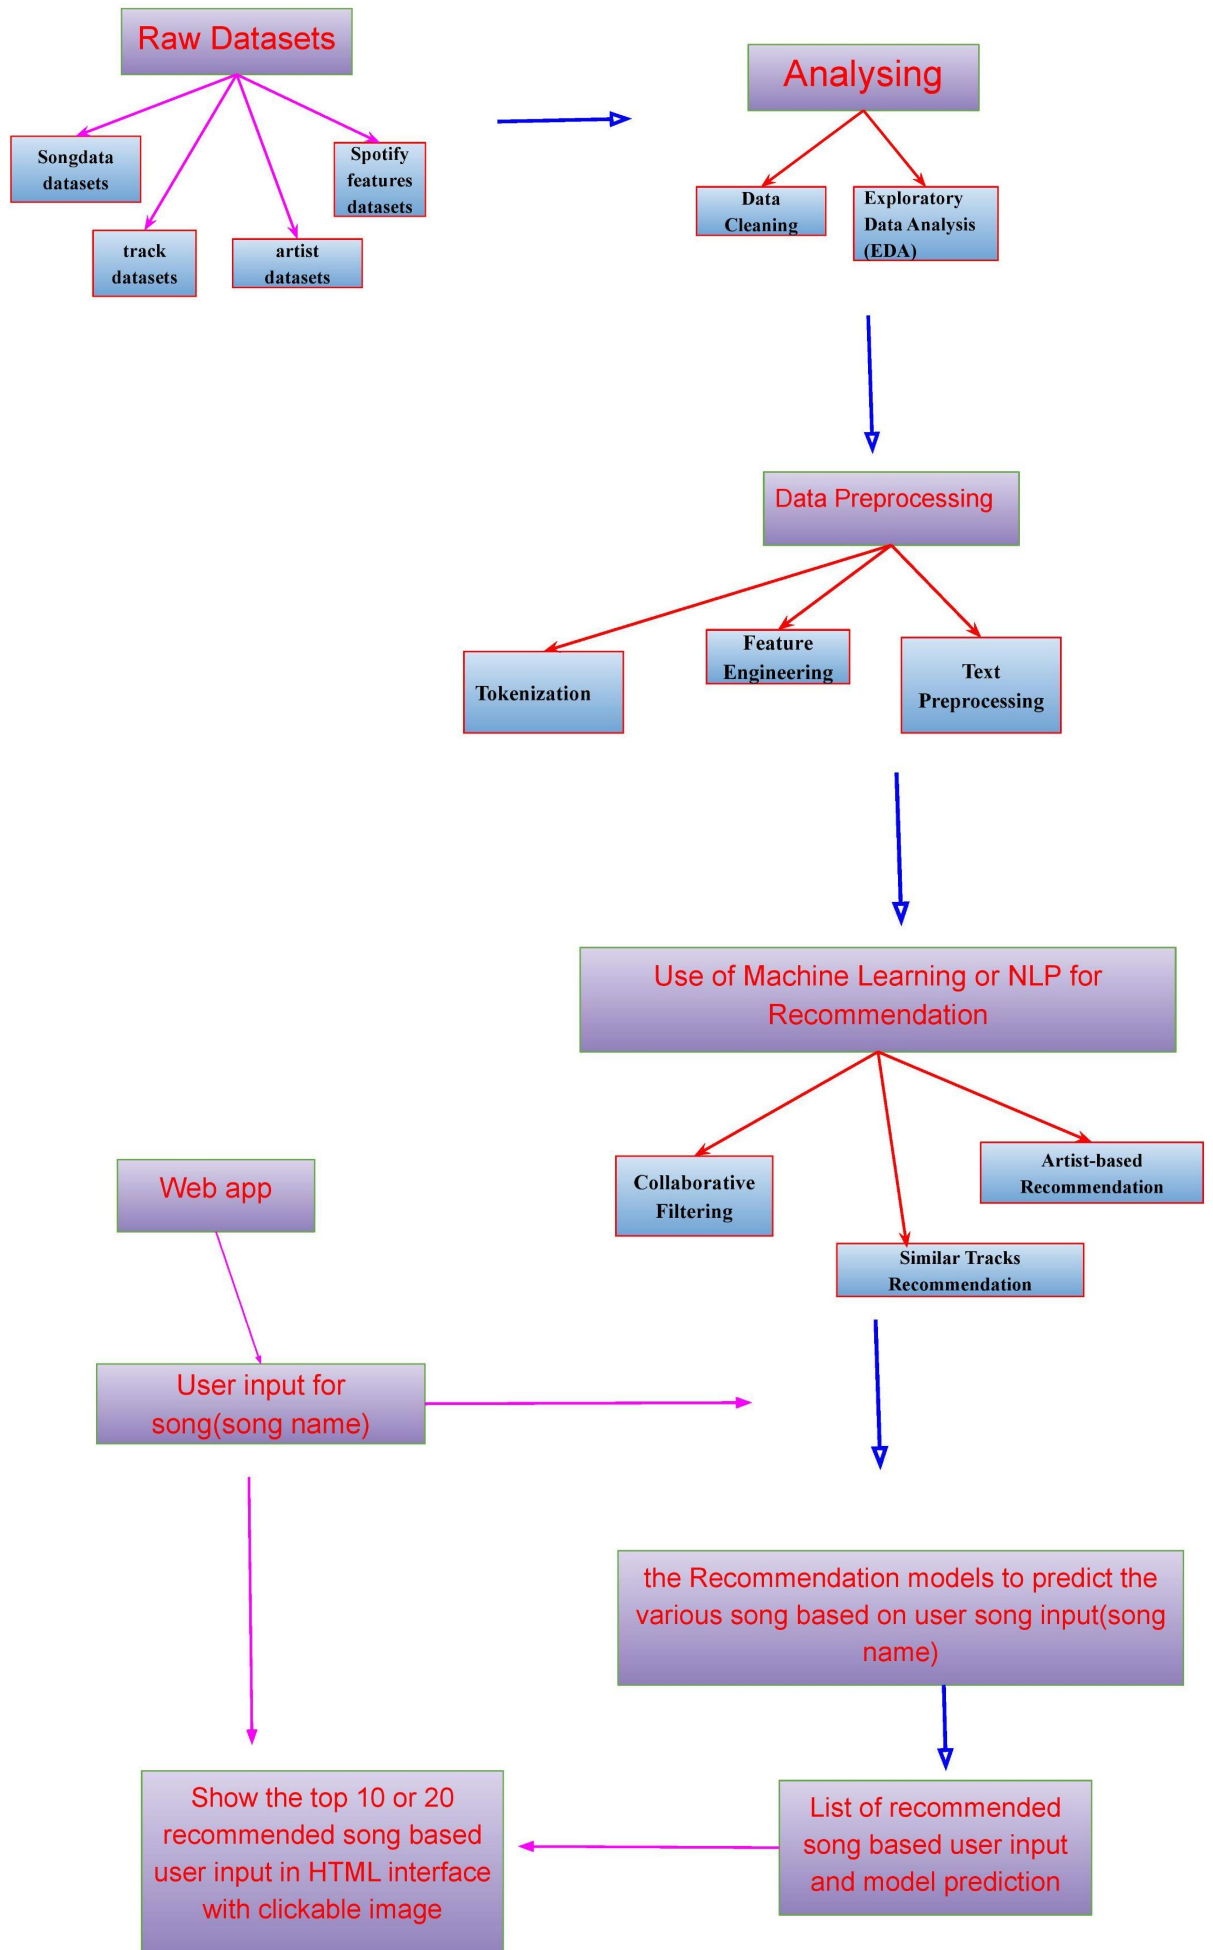 Raw Datasets
Songdata
datasets
Spotify
features
datasets
track
datasets
artist
datasets
Analysing
Data
Cleaning
Exploratory
Data Analysis
(EDA)
Data Preprocessing
Tokenization
Feature
Engineering
Text
Preprocessing
Use of Machine Learning or NLP for
Recommendation
Collaborative
Filtering
Similar Tracks
Recommendation
Artist-based
Recommendation
Web app
User input for
song(song name)
the Recommendation models to predict the
various song based on user song input(song
name)
List of recommended
song based user input
and model prediction
Show the top 10 or 20
recommended song based
user input in HTML interface
with clickable image